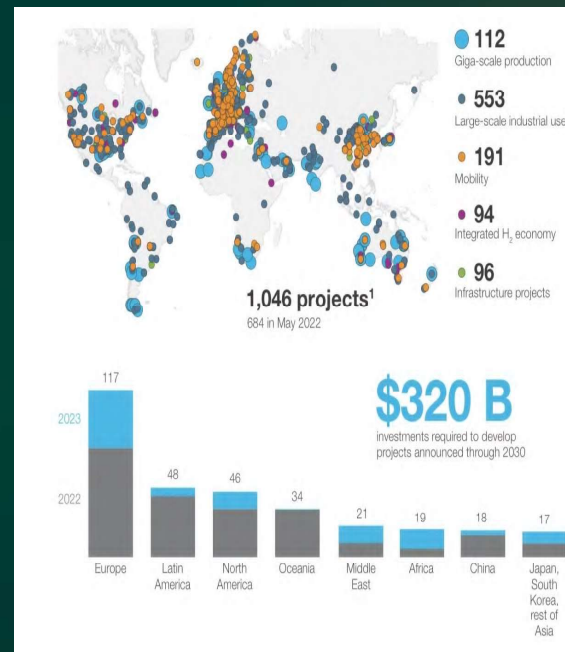 112
Giga-scale production
553
Large-scale industrial use
191
Mobility
94
Integrated H₂ economy
96
Infrastructure projects
1,046 projects¹
684 in May 2022
$320 B
investments required to develop
projects announced through 2030
2023
2022
117
48
46
34
21
19
18
17
Europe
Latin
America
North
America
Oceania
Middle
East
Africa
China
Japan,
South
Korea,
rest of
Asia